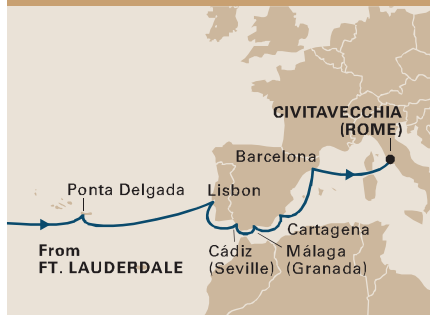 CIVITAVECCHIA
(ROME)
Barcelona
Ponta Delgada
Lisbon
Cartagena
From
FT. LAUDERDALE
Cádiz
(Seville)
Málaga
(Granada)